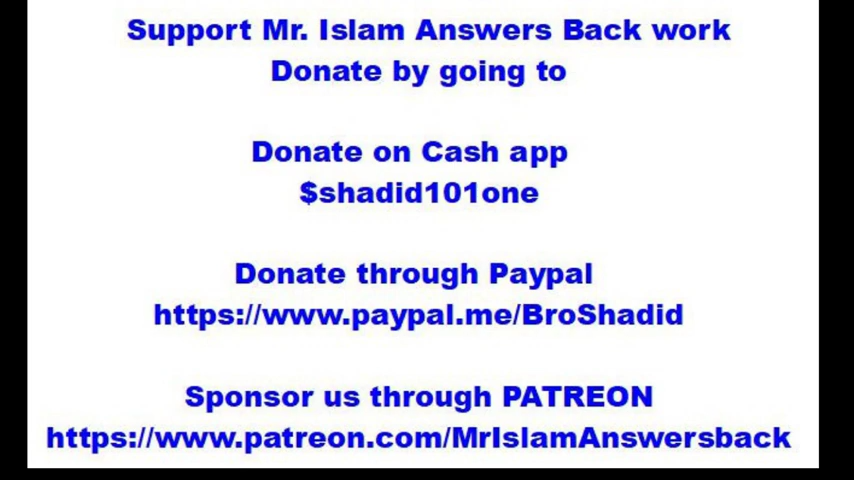 Support Mr. Islam Answers Back work
Donate by going to
Donate on Cash app
$shadid101one
Donate through Paypal
https://www.paypal.me/BroShadid
Sponsor us through PATREON
https://www.patreon.com/MrIslamAnswersback